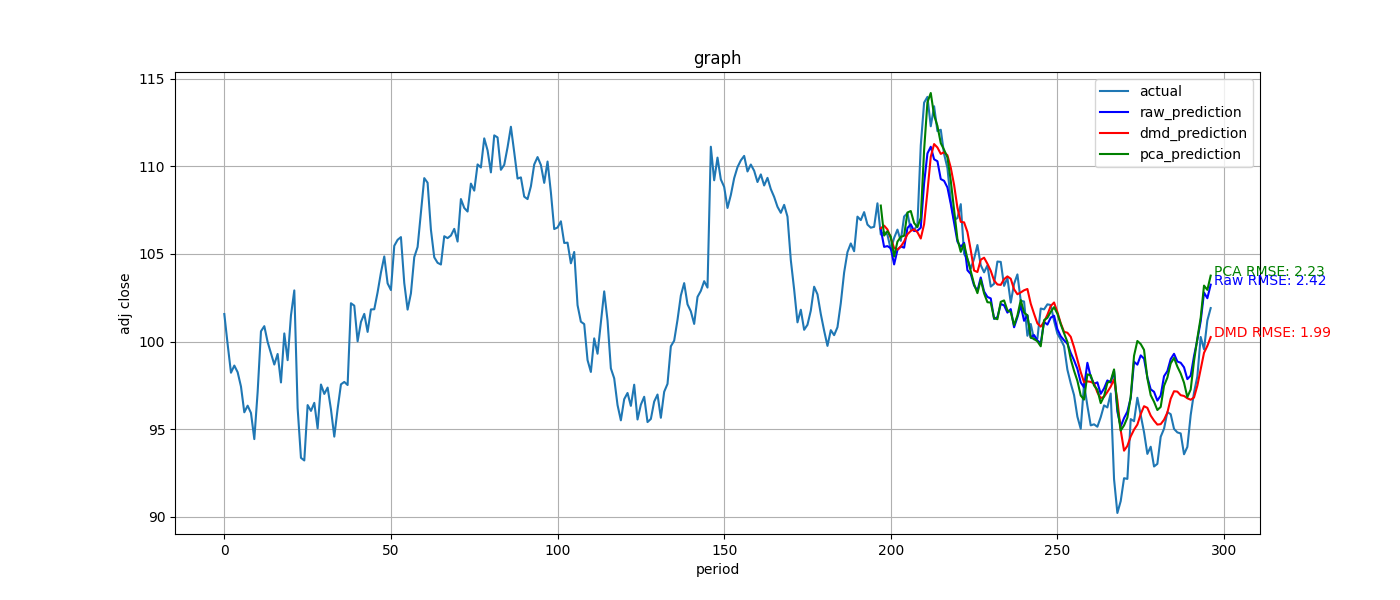 graph
115
110
105
100
95
90
adj close
0
50
100
150
200
250
300
period
actual
raw_prediction
dmd_prediction
pca_prediction
PCA RMSE: 2.23
Raw RMSE: 2.42
DMD RMSE: 1.99